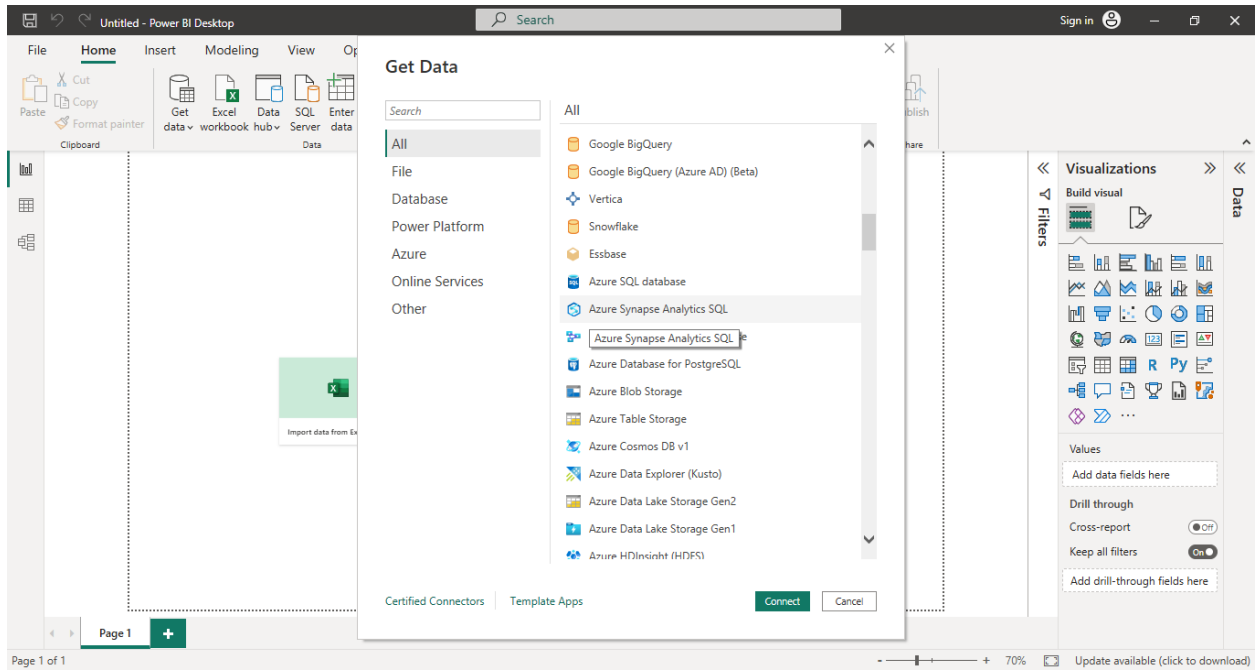 Untitled - Power BI Desktop
Search
Sign in
File Home Insert Modeling View Op
Paste
Cut
Copy
Format painter
Clipboard
Get data
Excel workbook
Data hub
SQL Server
Enter data
Data
blish
hare
Get Data
Search
All
File
Database
Power Platform
Azure
Online Services
Other
All
Google BigQuery
Google BigQuery (Azure AD) (Beta)
Vertica
Snowflake
Essbase
Azure SQL database
Azure Synapse Analytics SQL
Azure Synapse Analytics SQL
Azure Database for PostgreSQL
Azure Blob Storage
Azure Table Storage
Azure Cosmos DB v1
Azure Data Explorer (Kusto)
Azure Data Lake Storage Gen2
Azure Data Lake Storage Gen1
Azure HDInsight (HDFS)
Certified Connectors
Template Apps
Connect
Cancel
Import data from Ex
Filters
Visualizations
Build visual
123
R
Py
Values
Add data fields here
Drill through
Cross-report
Off
Keep all filters
On
Add drill-through fields here
Data
Page 1
+
Page 1 of 1
- + 70%
Update available (click to download)